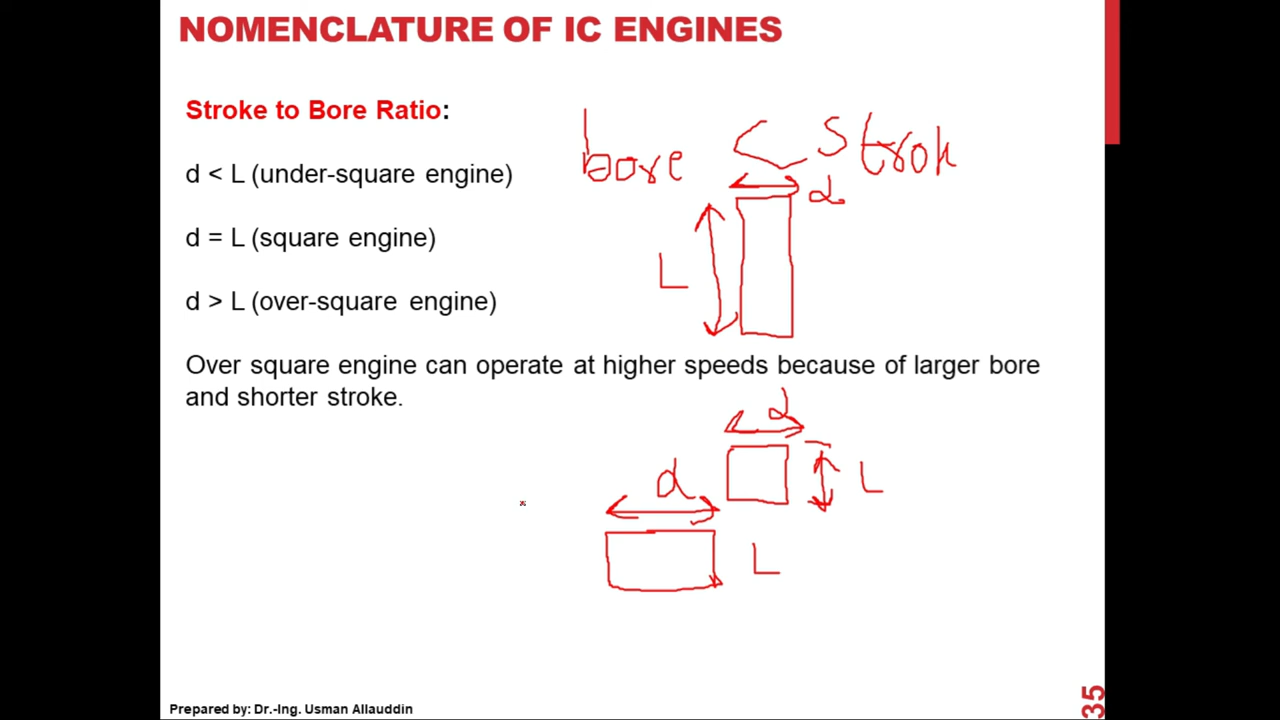 NOMENCLATURE OF IC ENGINES
Stroke to Bore Ratio:
bore < Strok
d < L (under-square engine)
d
L
d = L (square engine)
d > L (over-square engine)
Over square engine can operate at higher speeds because of larger bore
and shorter stroke.
d
L
d
L
Prepared by: Dr.-Ing. Usman Allauddin
35